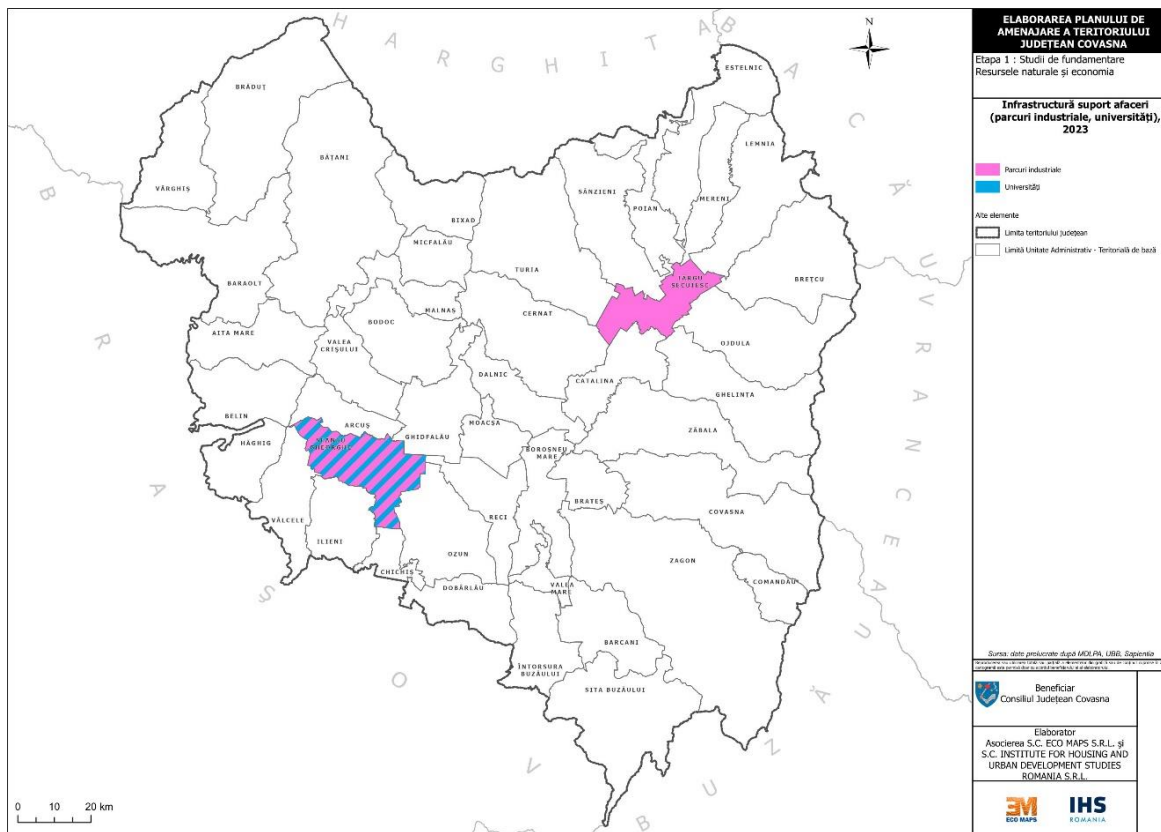 HARGHITA
BACĂU
VRANCEA
BUZĂU
BRAȘOV
N
ESTELNIC
BRĂDUȚ
LEMNIA
BĂȚANI
SÂNZIENI
VÂRGHIȘ
POIAN
MERENI
BIXAD
MICFALĂU
TURIA
TARGU
SECUIESC
BREȚCU
BARAOLT
MALNAȘ
CERNAT
BODOC
AITA MARE
VALEA
CRIȘULUI
OJDULA
DALNIC
CATALINA
GHELINȚA
BELIN
ARCUȘ
MOACȘA
ZĂBALA
GHIDFALĂU
HĂGHIG
BOROȘNEU
MARE
BRATEȘ
RECI
COVASNA
VÂLCELE
ILIENI
OZUN
ZAGON
CHICHIȘ
DOBÂRLĂU
VALEA
MARE
COMANDĂU
BARCANI
ÎNTORSURA
BUZĂULUI
SITA BUZĂULUI
0 10 20 km
ELABORAREA PLANULUI DE
AMENAJARE A TERITORIULUI
JUDEȚEAN COVASNA
Etapa 1 : Studii de fundamentare
Resursele naturale și economia
Infrastructură suport afaceri
(parcuri industriale, universități),
2023
Parcuri industriale
Universități
Alte elemente
Limita teritoriului județean
Limită Unitate Administrativ - Teritorială de bază
Sursa: date prelucrate după MDLPA, UBB, Sapientia
Beneficiar
Consiliul Județean Covasna
Elaborator
Asocierea S.C. ECO MAPS S.R.L. și
S.C. INSTITUTE FOR HOUSING AND
URBAN DEVELOPMENT STUDIES
ROMANIA S.R.L.
EM
ECO MAPS
IHS
ROMANIA